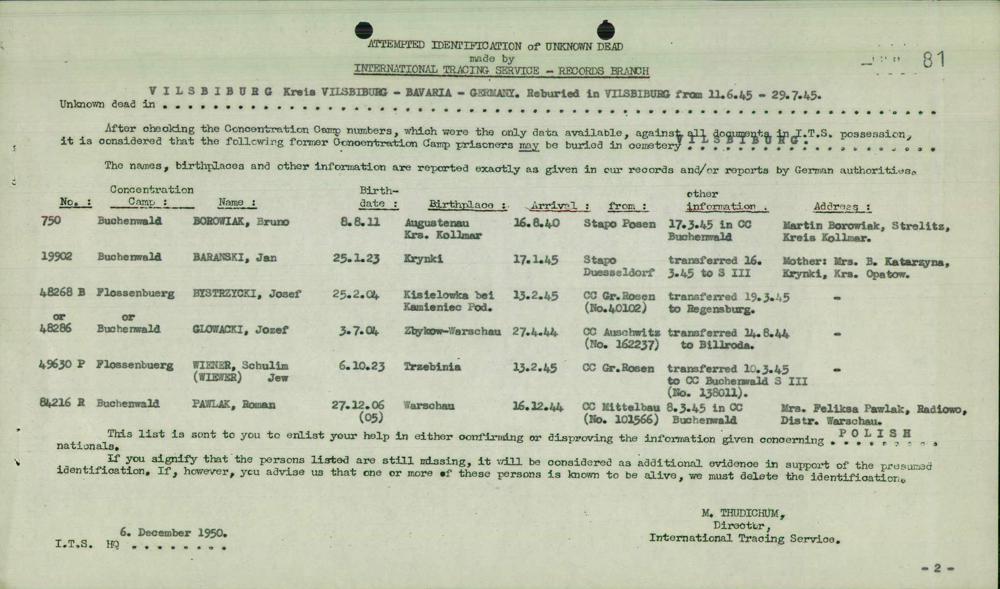 ATTEMPTED IDENTIFICATION of UNKNOWN DEAD
made by
INTERNATIONAL TRACING SERVICE - RECORDS BRANCH
81
VILSBIBURG Kreis VILSBIBURG - BAVARIA - GERMANY. Reburied in VILSBIBURG from 11.6.45 - 29.7.45.
Unknown dead in
After checking the Concentration Camp numbers, which were the only data available, against all documents in I.T.S. possession,
it is considered that the following former Concentration Camp prisoners may be buried in cemetery VILSBIBURG.
The names, birthplaces and other information are reported exactly as given in our records and/or reports by German authorities.
No. : Concentration Camp : Name : Birth-date : Birthplace : Arrival : from : other information . Address :
750 Buchenwald BOROWIAK, Bruno 8.8.11 Augustenau 16.8.40 Stapo Posen 17.3.45 in CC Martin Borowiak, Strelitz,
Krs. Kollmar Buchenwald Kreis Kollmar.
19902 Buchenwald BARANSKI, Jan 25.1.23 Krynki 17.1.45 Stapo transferred 16. Mother: Mrs. B. Katarzyna,
Duesseldorf 3.45 to S III Krynki, Krs. Opatow.
48268 B Flossenbuerg BYSTRZYCKI, Josef 25.2.04 Kisielowka bei 13.2.45 CC Gr.Rosen transferred 19.3.45 -
Kamieniec Pod. (No.40102) to Regensburg.
or or
48286 Buchenwald GLOWACKI, Jozef 3.7.04 Zbykow-Warschau 27.4.44 CC Auschwitz transferred 14.8.44 -
(No. 162237) to Billroda.
49630 P Flossenbuerg WIENER, Schulim 6.10.23 Trzebinia 13.2.45 CC Gr.Rosen transferred 10.3.45 -
(WIEWER) Jew to CC Buchenwald S III
(No. 138011).
84216 R Buchenwald PAWLAK, Roman 27.12.06 Warschau 16.12.44 CC Mittelbau 8.3.45 in CC Mrs. Feliksa Pawlak, Radiowo,
(05) (No. 101566) Buchenwald Distr. Warschau.
This list is sent to you to enlist your help in either confirming or disproving the information given concerning POLISH
nationals.
If you signify that the persons listed are still missing, it will be considered as additional evidence in support of the presumed
identification. If, however, you advise us that one or more of these persons is known to be alive, we must delete the identification.
M. THUDICHUM,
Director,
International Tracing Service.
6. December 1950.
I.T.S. HQ
- 2 -